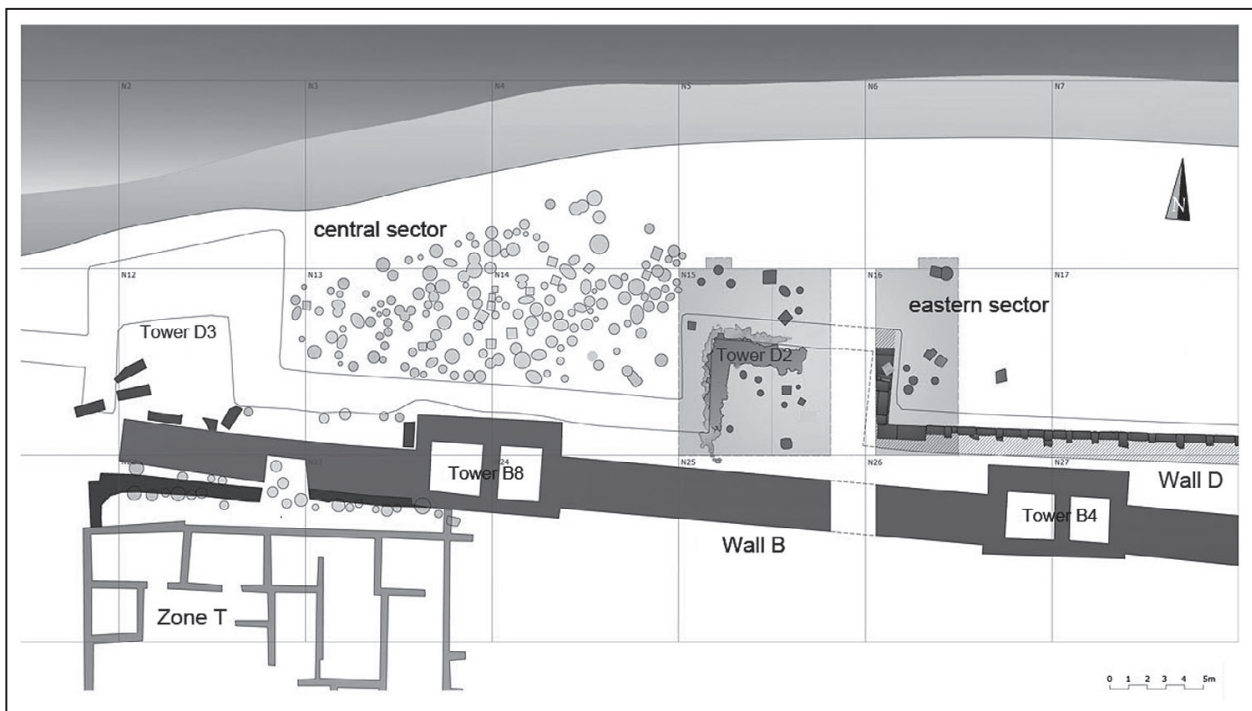 N2 N3 N4 N5 N6 N7
central sector
N
N12 N13 N14 N15 N16 N17
eastern sector
Tower D3
Tower D2
N24 N25 N26 N27
Tower B8
Wall D
Tower B4
Wall B
Zone T
0 1 2 3 4 5m